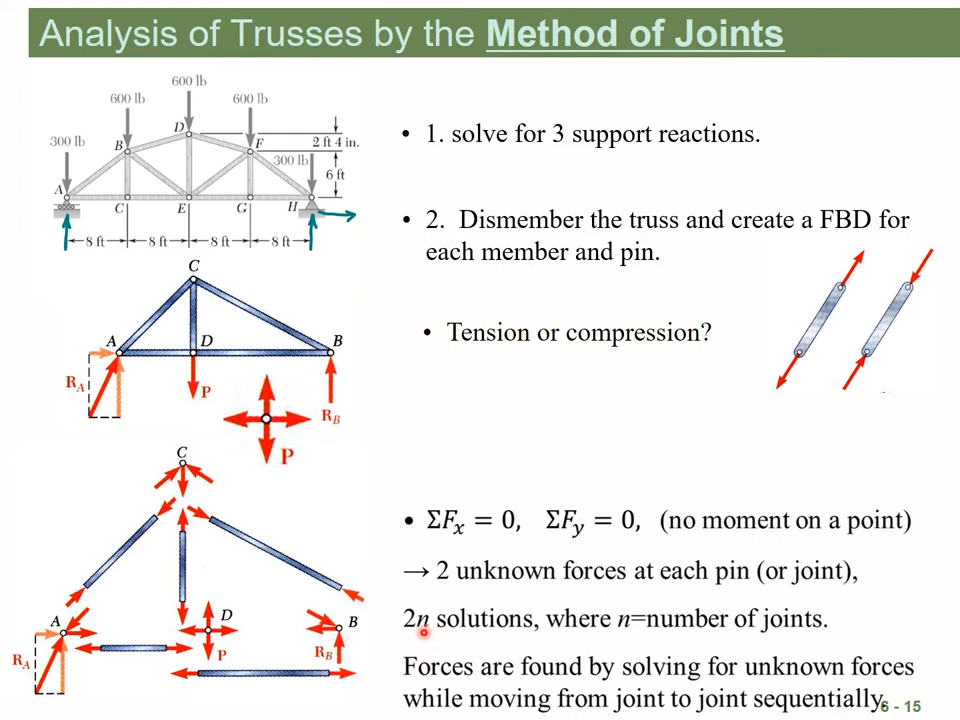 Analysis of Trusses by the Method of Joints
600 lb
600 lb 600 lb
300 lb
D
B F 2 ft 4 in.
300 lb
6 ft
A
C E G H
8 ft 8 ft 8 ft 8 ft
• 1. solve for 3 support reactions.
• 2. Dismember the truss and create a FBD for
each member and pin.
• Tension or compression?
C
A D B
R_A
P
R_B
P
C
A D B
R_A P R_B
• ΣF_x = 0, ΣF_y = 0, (no moment on a point)
→ 2 unknown forces at each pin (or joint),
2n solutions, where n=number of joints.
Forces are found by solving for unknown forces
while moving from joint to joint sequentially.
6 - 15